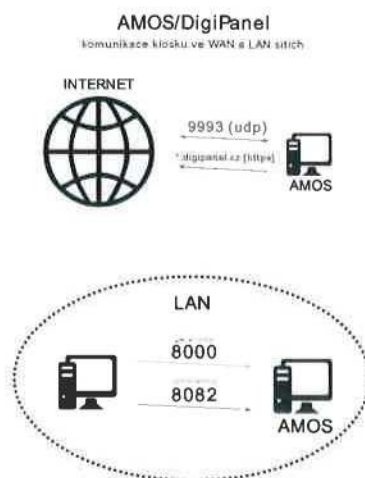 AMOS/DigiPanel
komunikace kiosku ve WAN a LAN sítích
INTERNET
9993 (udp)
*.digipanel.cz [https]
AMOS
LAN
8000
8082
AMOS